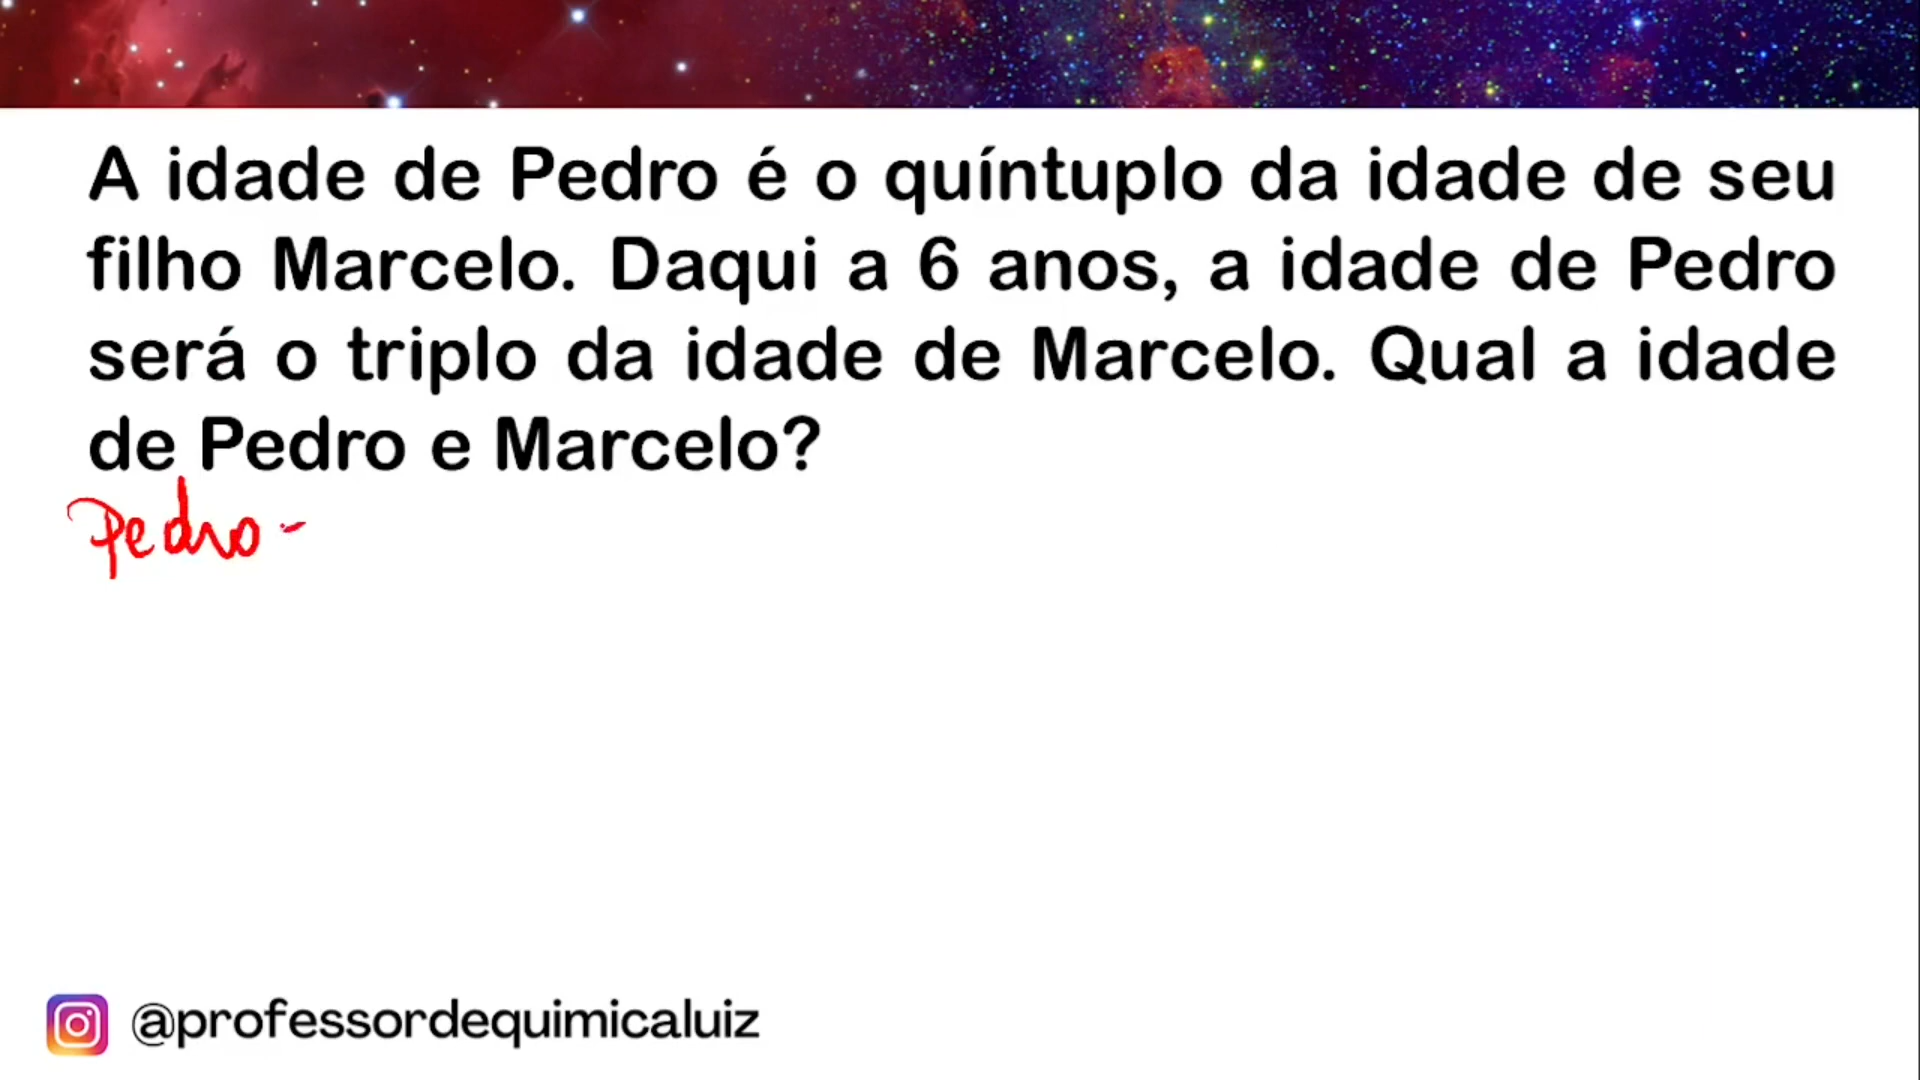 A idade de Pedro é o quíntuplo da idade de seu
filho Marcelo. Daqui a 6 anos, a idade de Pedro
será o triplo da idade de Marcelo. Qual a idade
de Pedro e Marcelo?
Pedro -
@professordequimicaluiz